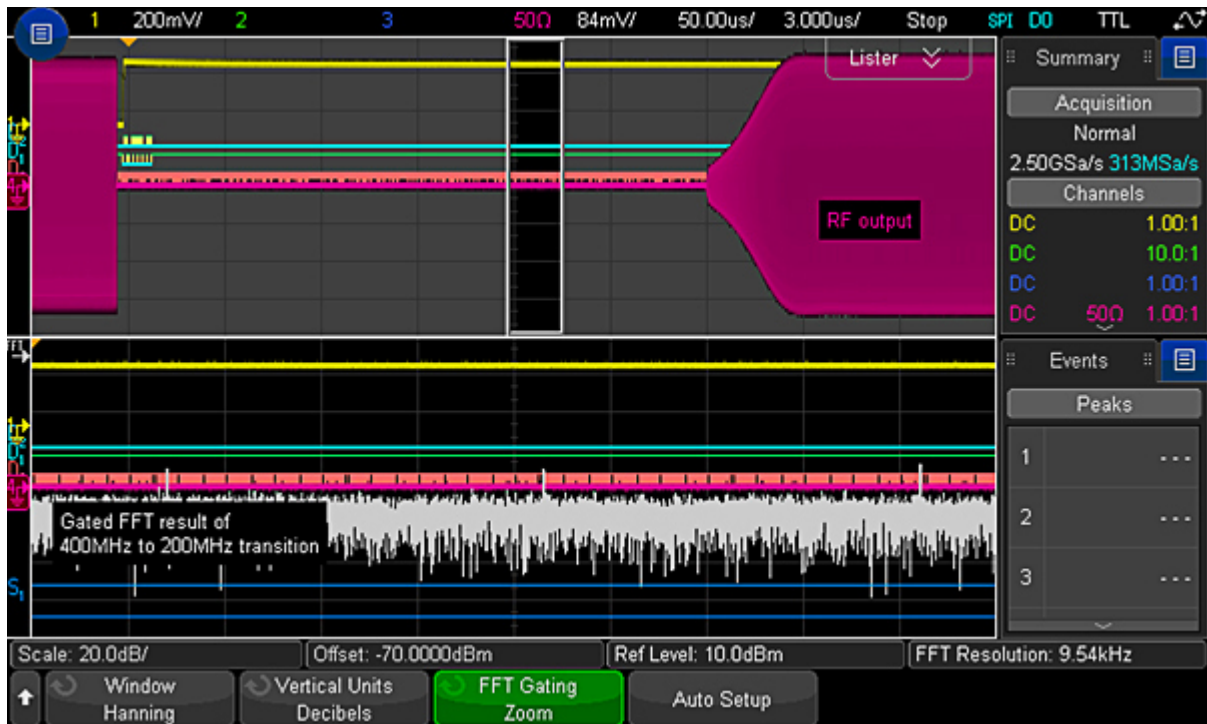 1 200mV/ 2 3 50Ω 84mV/ 50.00us/ 3.000us/ Stop SPI D0 TTL
Lister
Summary
Acquisition
Normal
2.50GSa/s 313MSa/s
Channels
DC 1.00:1
DC 10.0:1
DC 1.00:1
DC 50Ω 1.00:1
RF output
Events
Peaks
1 ---
2 ---
3 ---
Gated FFT result of
400MHz to 200MHz transition
S1
Scale: 20.0dB/ Offset: -70.0000dBm Ref Level: 10.0dBm FFT Resolution: 9.54kHz
Window
Hanning
Vertical Units
Decibels
FFT Gating
Zoom
Auto Setup